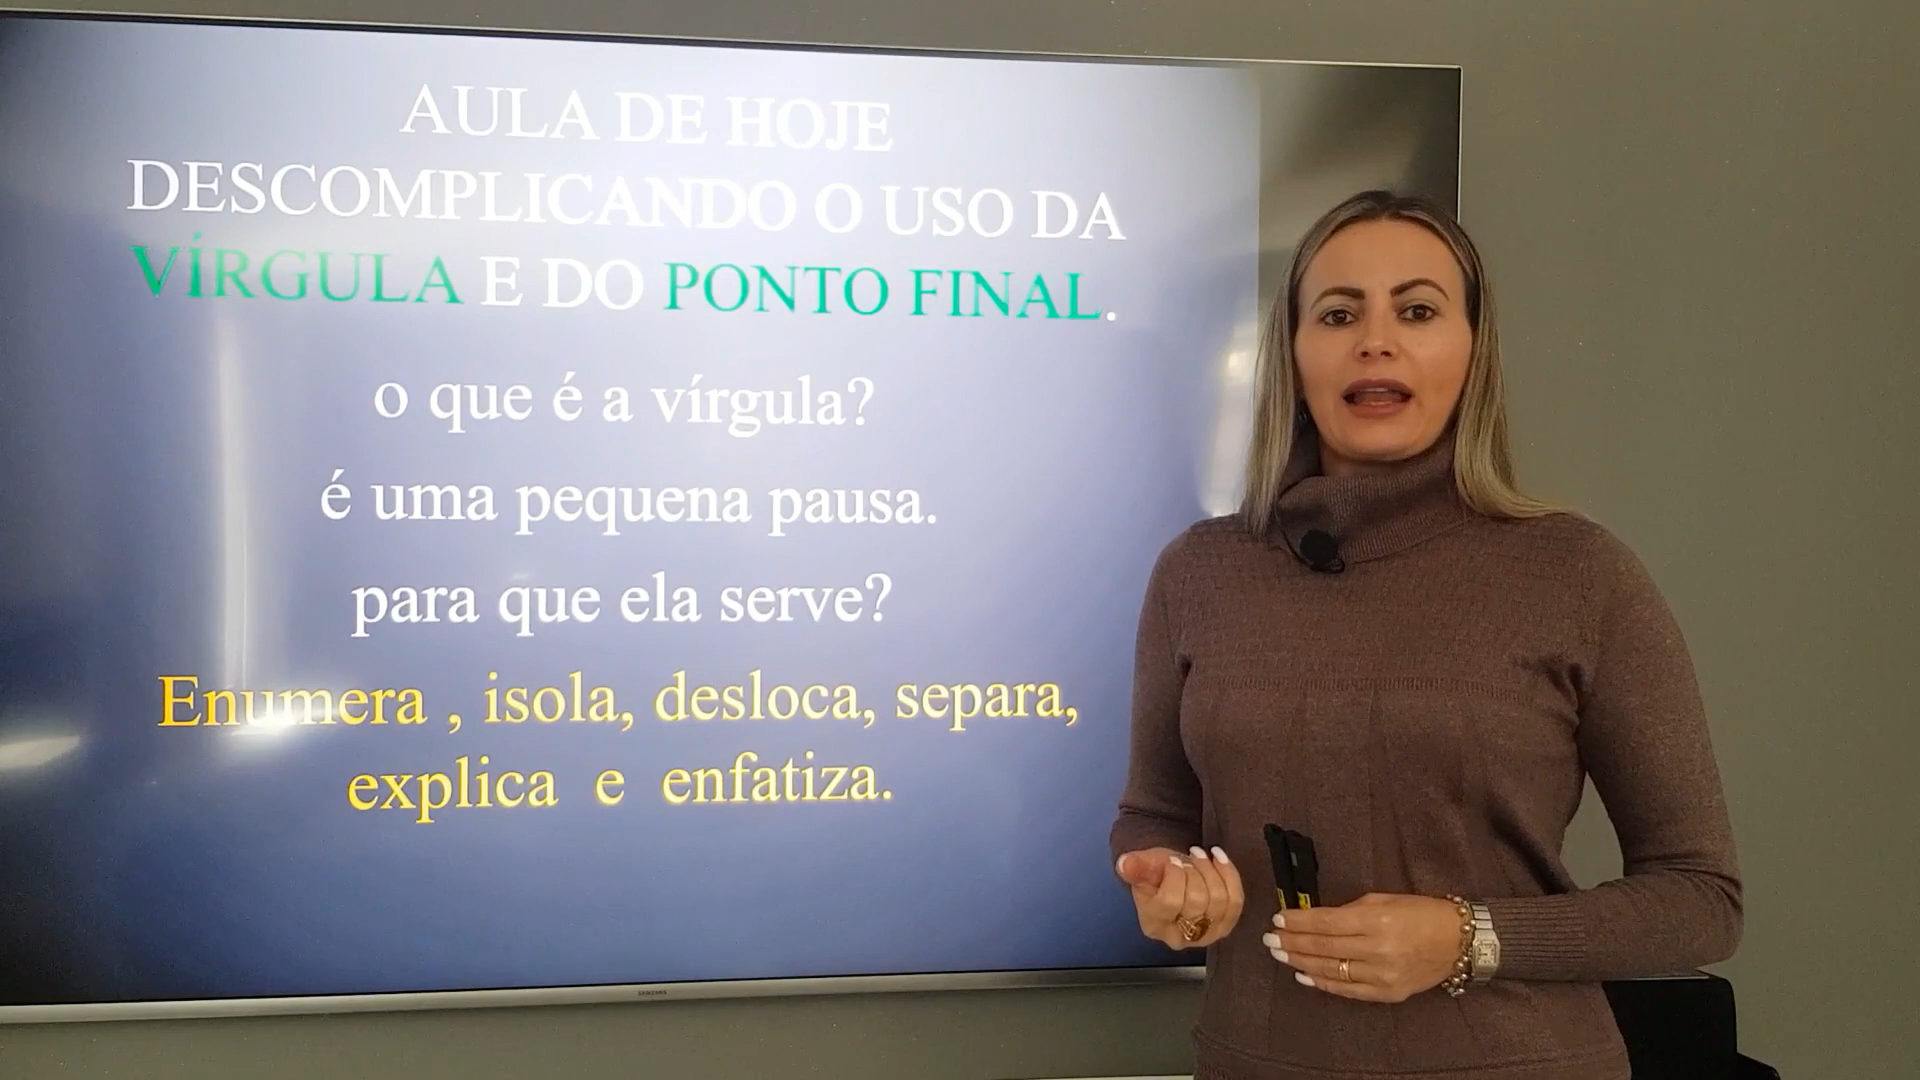 AULA DE HOJE
DESCOMPLICANDO O USO DA
VÍRGULA E DO PONTO FINAL.
o que é a vírgula?
é uma pequena pausa.
para que ela serve?
Enumera , isola, desloca, separa,
explica e enfatiza.
SAMSUNG